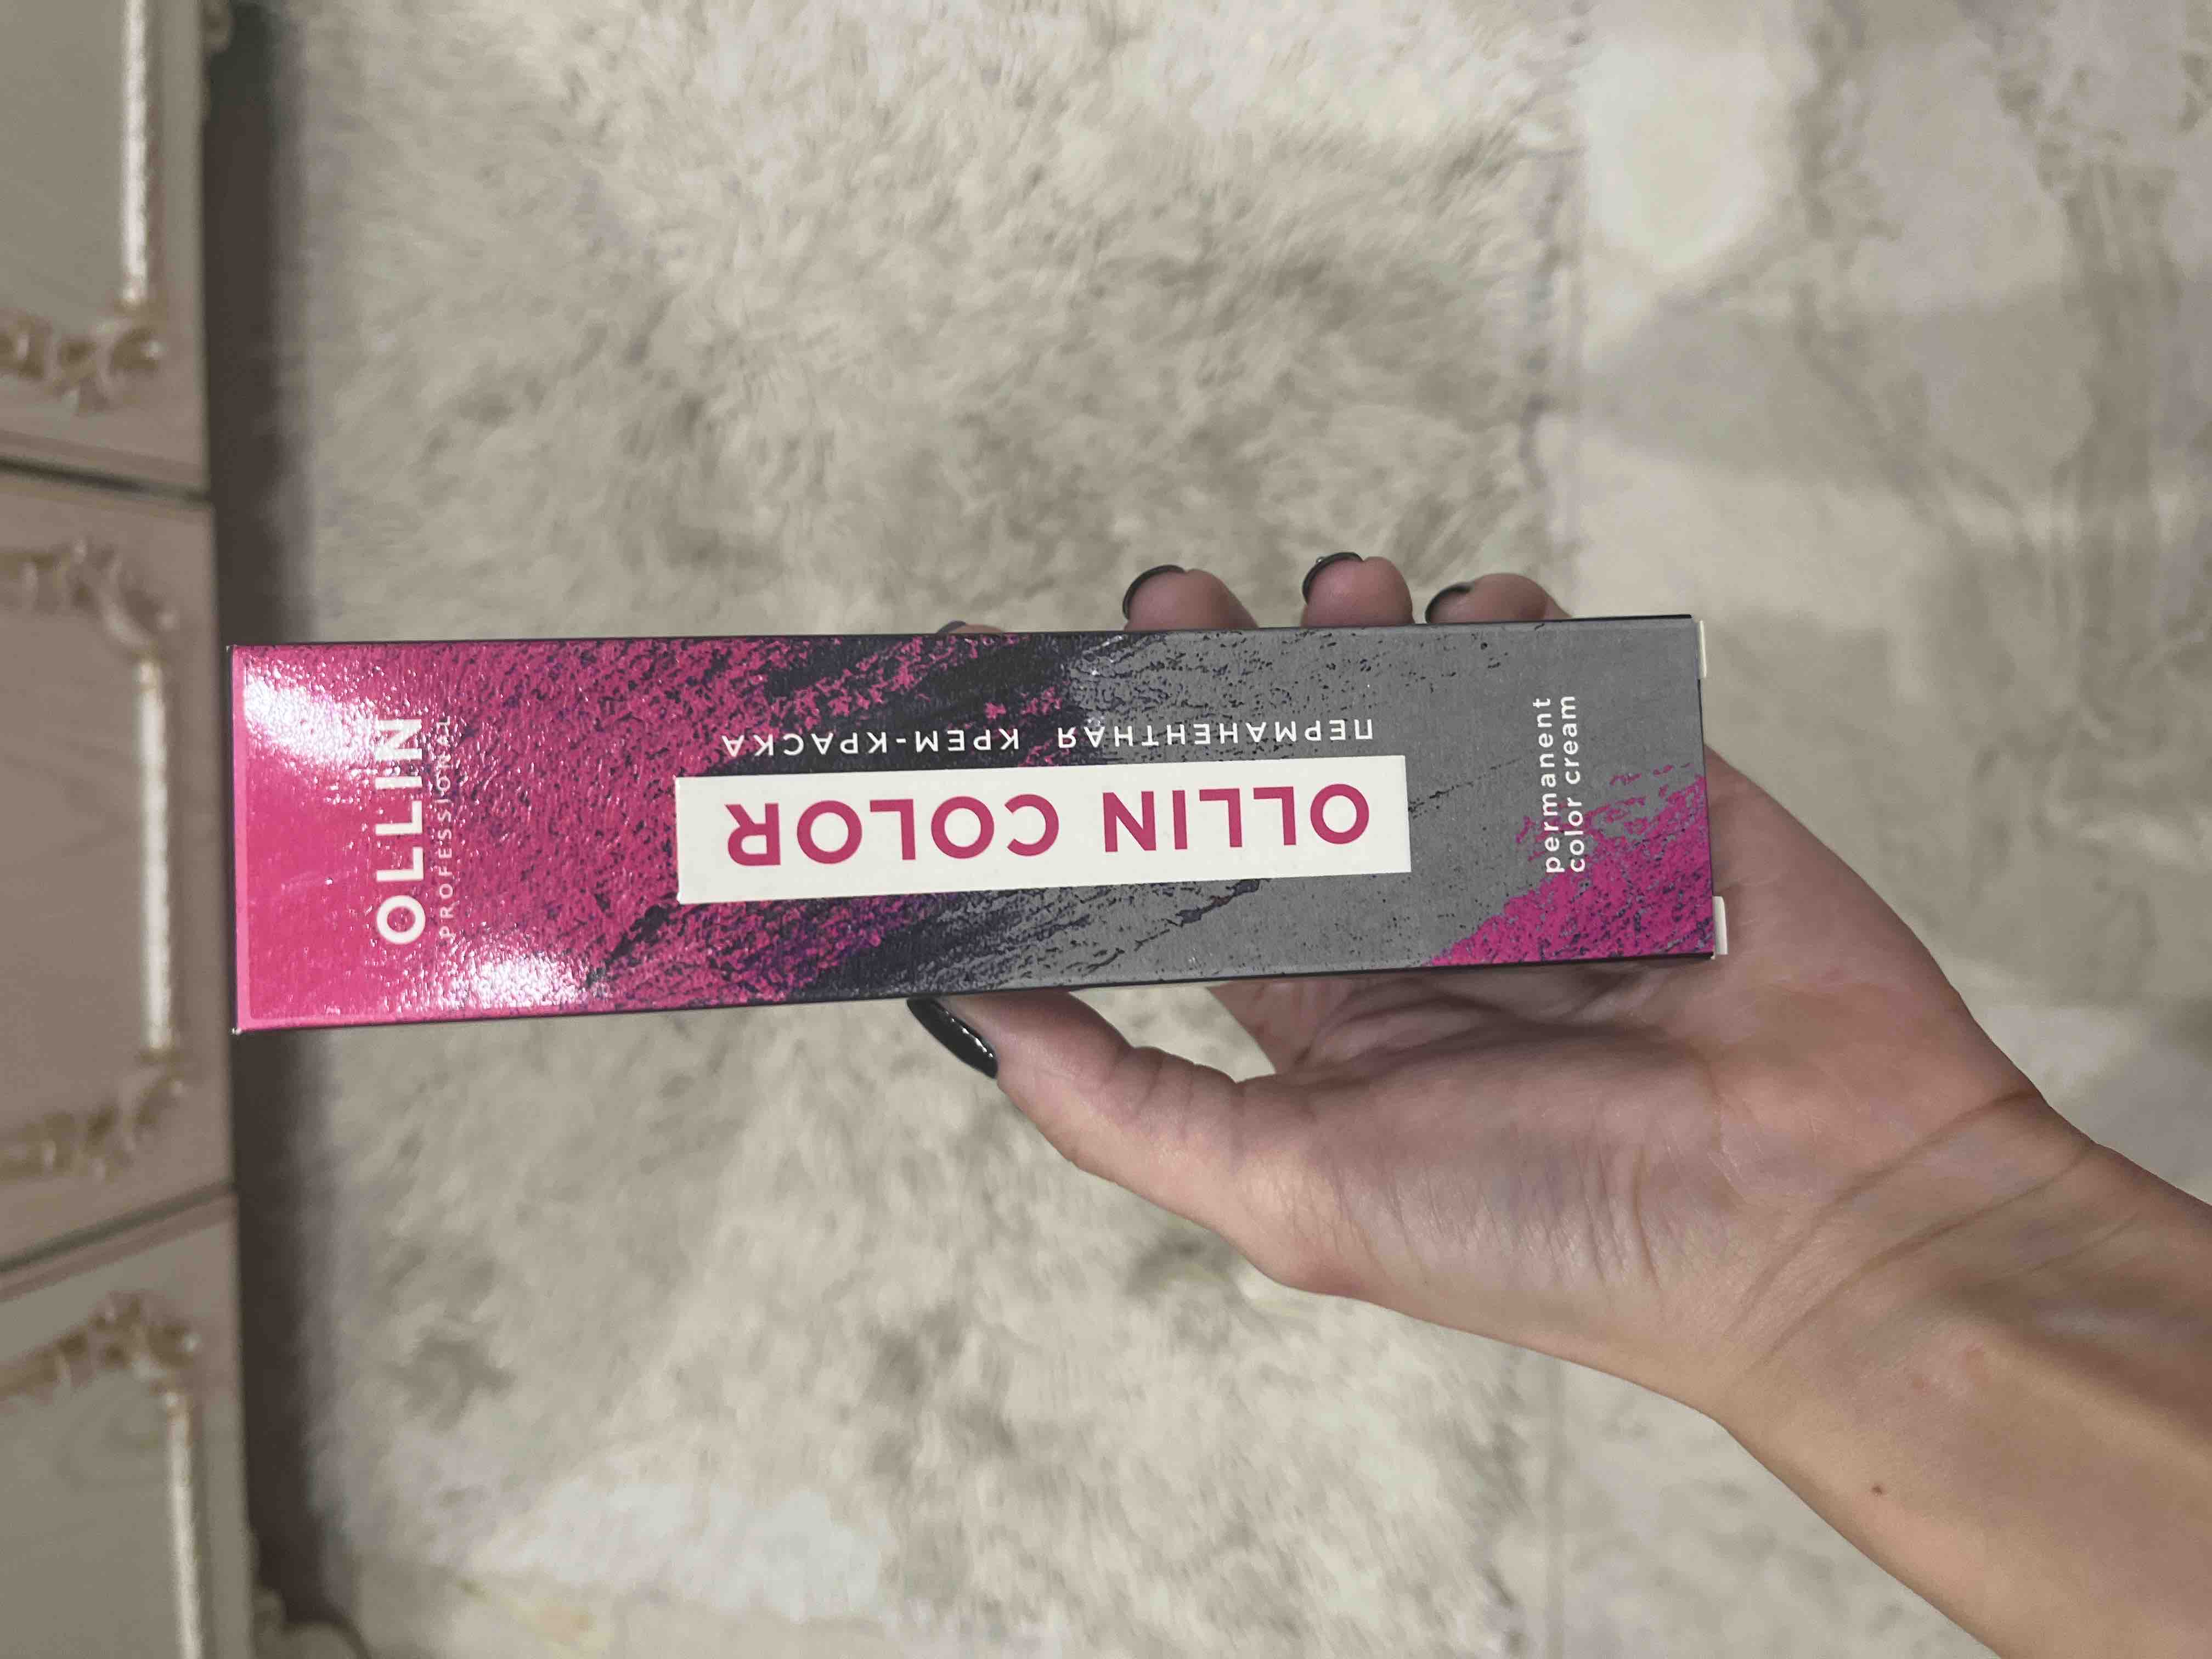 OLLIN
PROFESSIONAL
OLLIN COLOR
ПЕРМАНЕНТНАЯ КРЕМ-КРАСКА
permanent
color cream